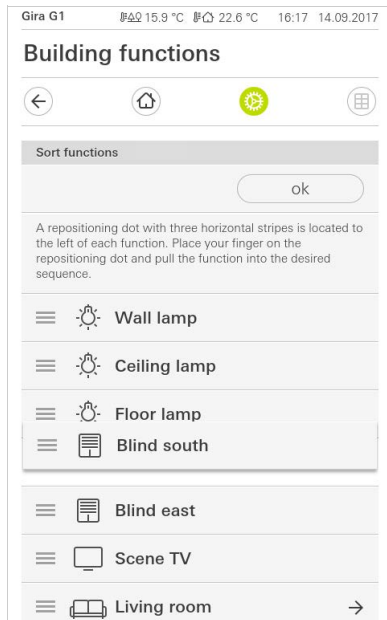 Gira G1 15.9 °C 22.6 °C 16:17 14.09.2017
Building functions
Sort functions
ok
A repositioning dot with three horizontal stripes is located to
the left of each function. Place your finger on the
repositioning dot and pull the function into the desired
sequence.
Wall lamp
Ceiling lamp
Floor lamp
Blind south
Blind east
Scene TV
Living room